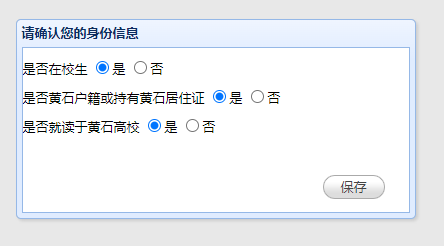 请确认您的身份信息
是否在校生 是 否
是否黄石户籍或持有黄石居住证 是 否
是否就读于黄石高校 是 否
保存